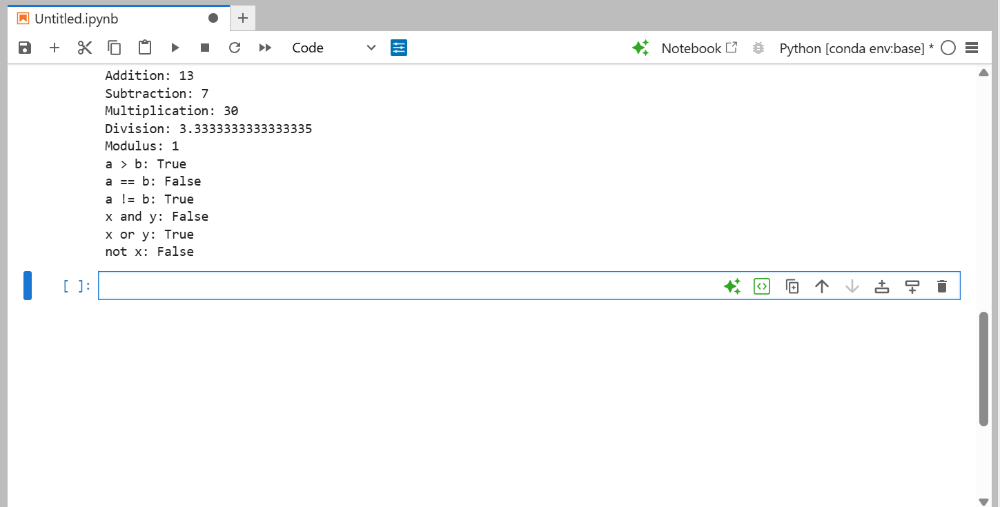 Untitled.ipynb
Code
Notebook
Python [conda env:base] *
Addition: 13
Subtraction: 7
Multiplication: 30
Division: 3.3333333333333335
Modulus: 1
a > b: True
a == b: False
a != b: True
x and y: False
x or y: True
not x: False
[ ]: